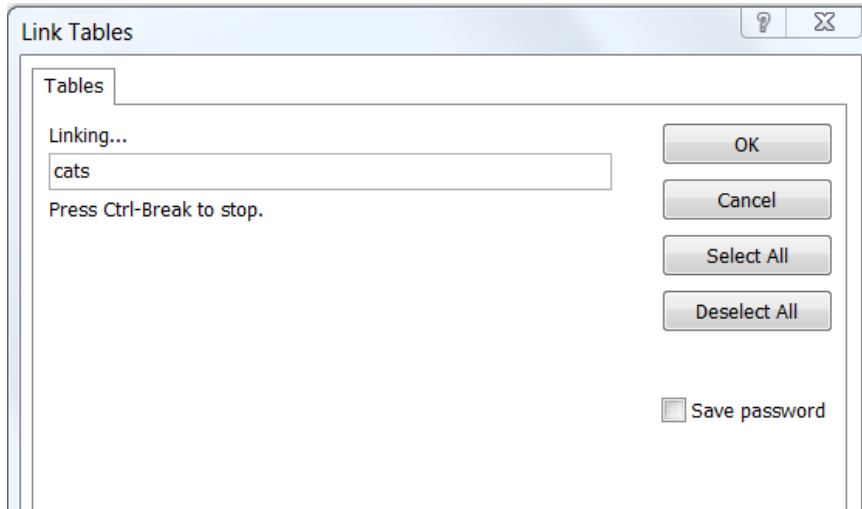 Link Tables
Tables
Linking...
cats
Press Ctrl-Break to stop.
OK
Cancel
Select All
Deselect All
Save password